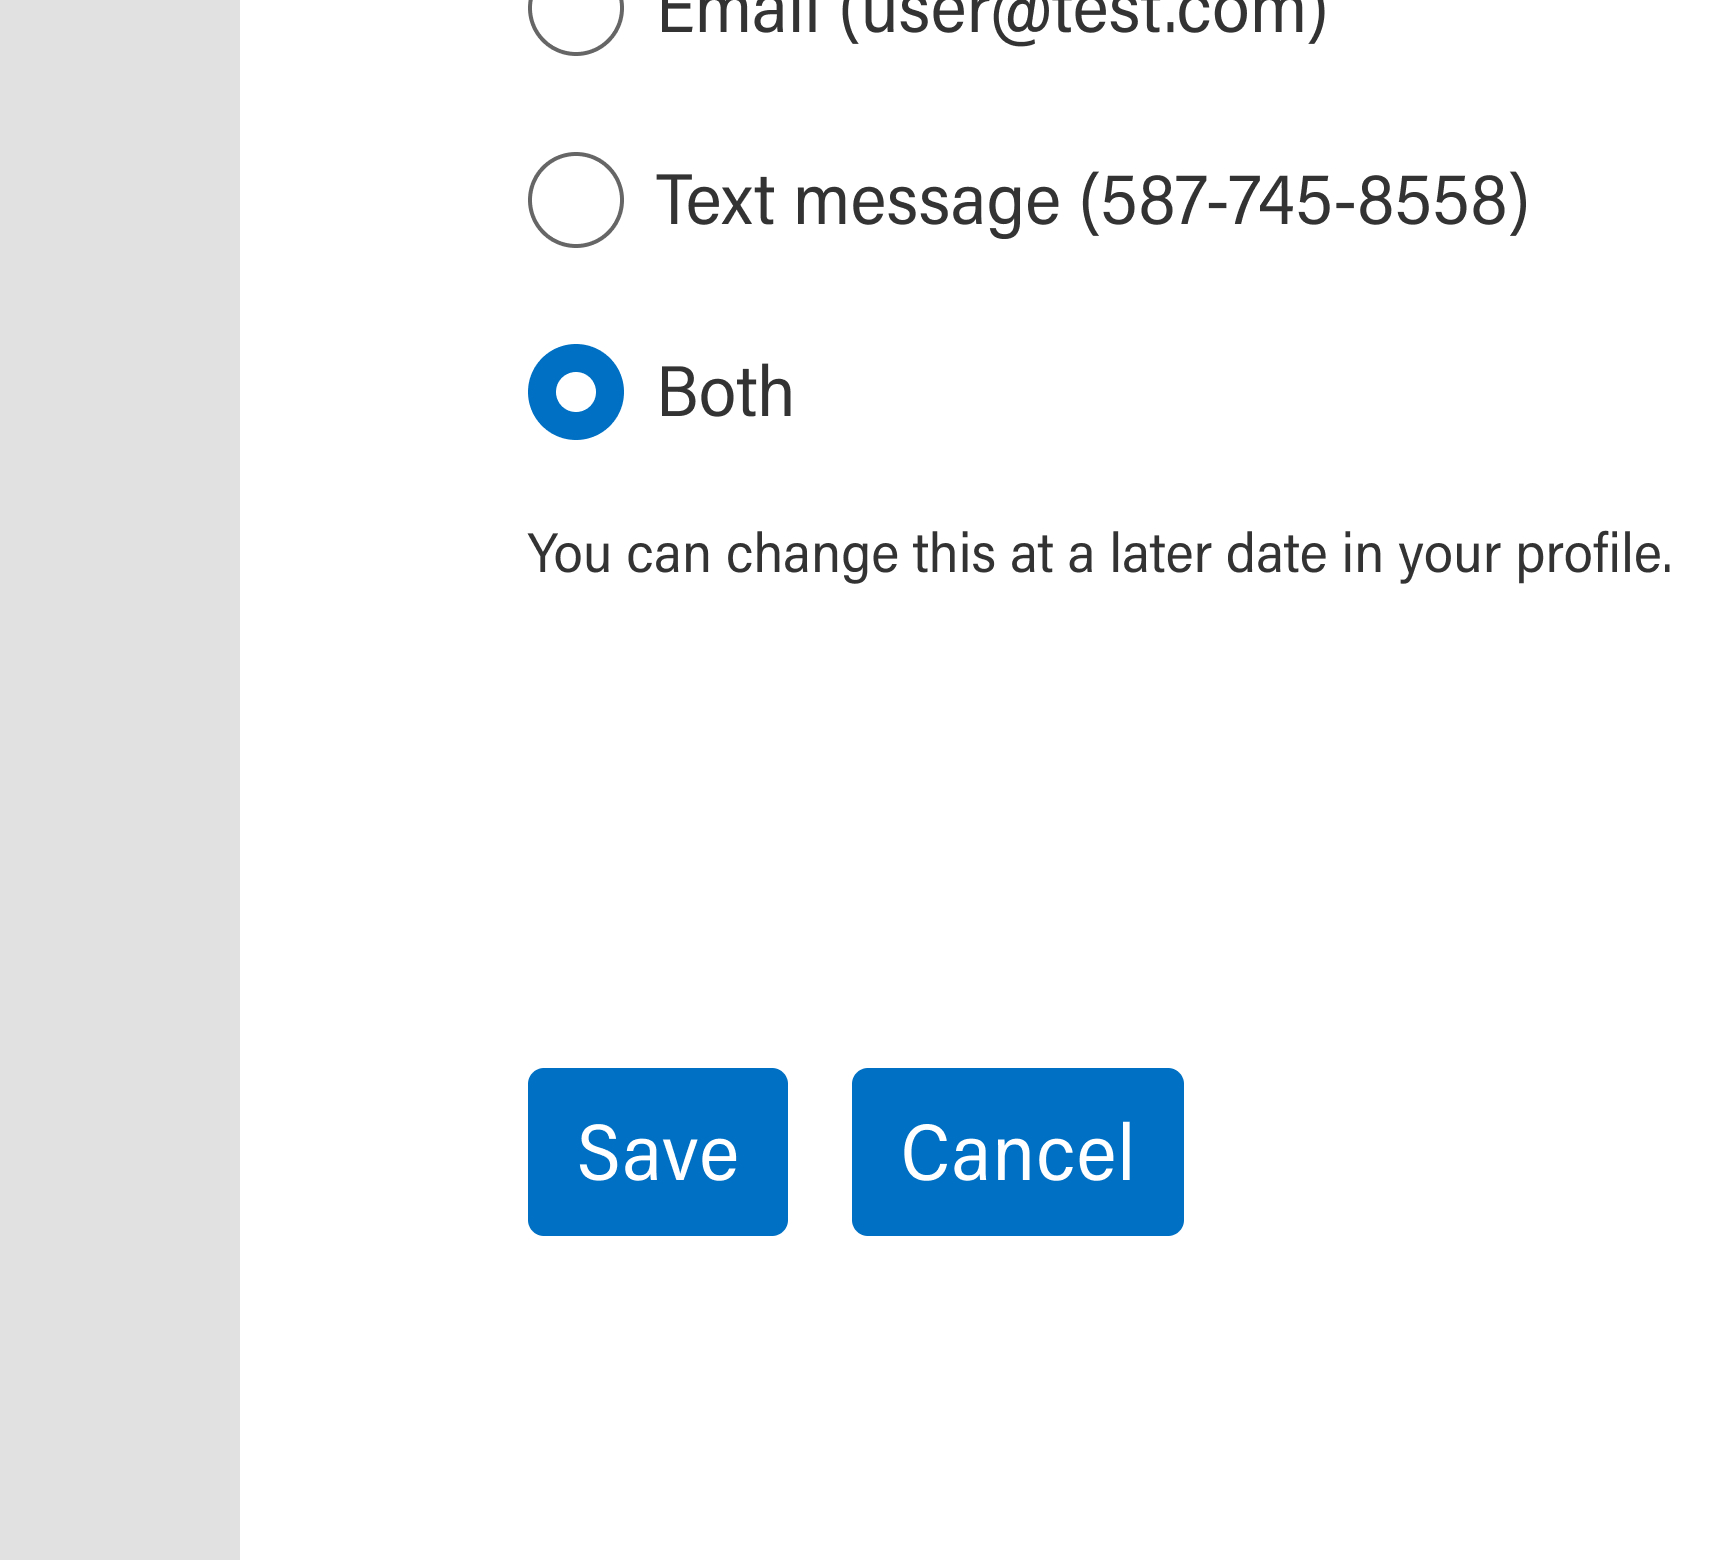 Email (user@test.com)
Text message (587-745-8558)
Both
You can change this at a later date in your profile.
Save
Cancel